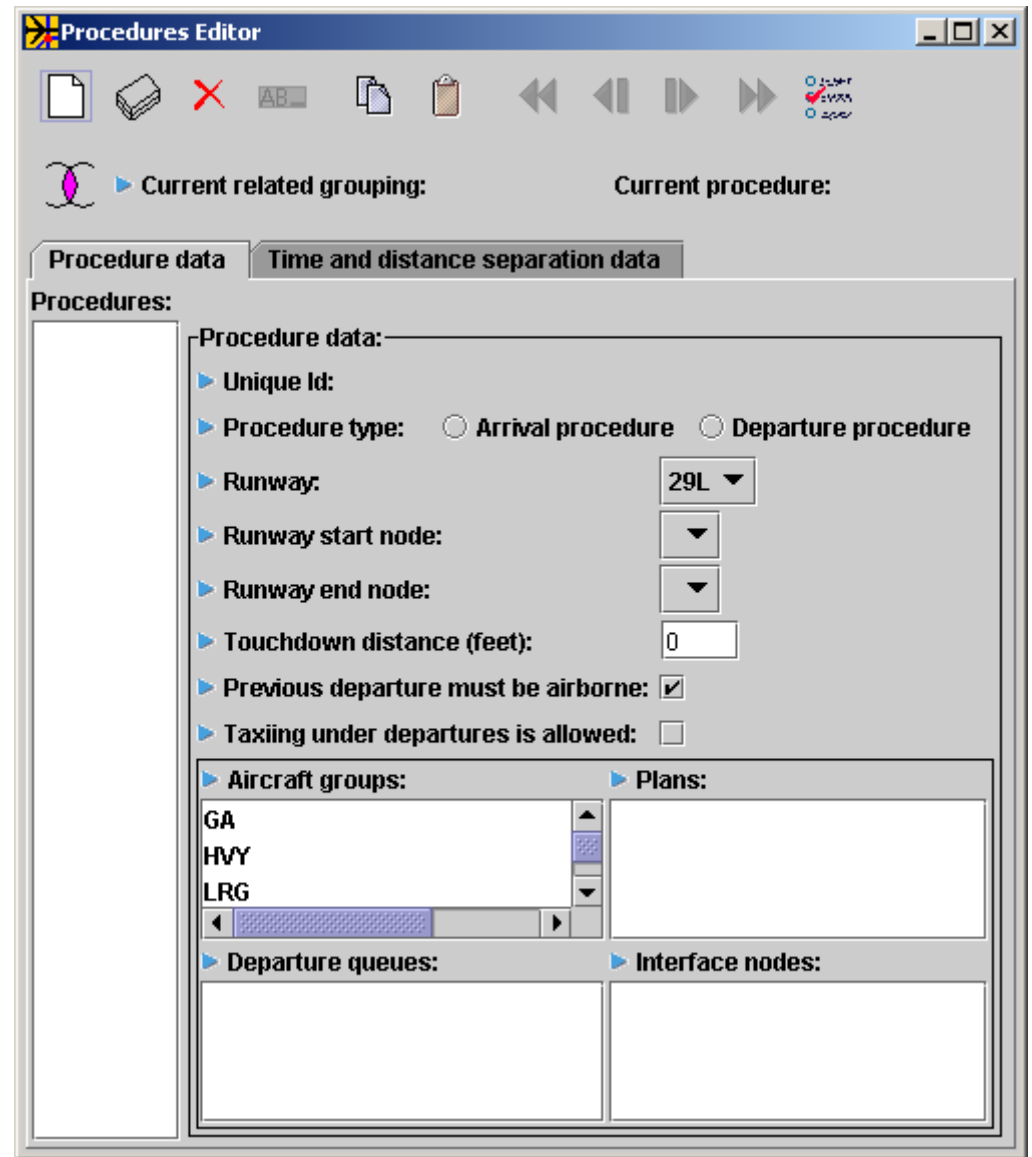 Procedures Editor
AB
Current related grouping: Current procedure:
Procedure data Time and distance separation data
Procedures:
Procedure data:
Unique Id:
Procedure type: Arrival procedure Departure procedure
Runway: 29L
Runway start node:
Runway end node:
Touchdown distance (feet): 0
Previous departure must be airborne:
Taxiing under departures is allowed:
Aircraft groups: Plans:
GA
HVY
LRG
Departure queues: Interface nodes: